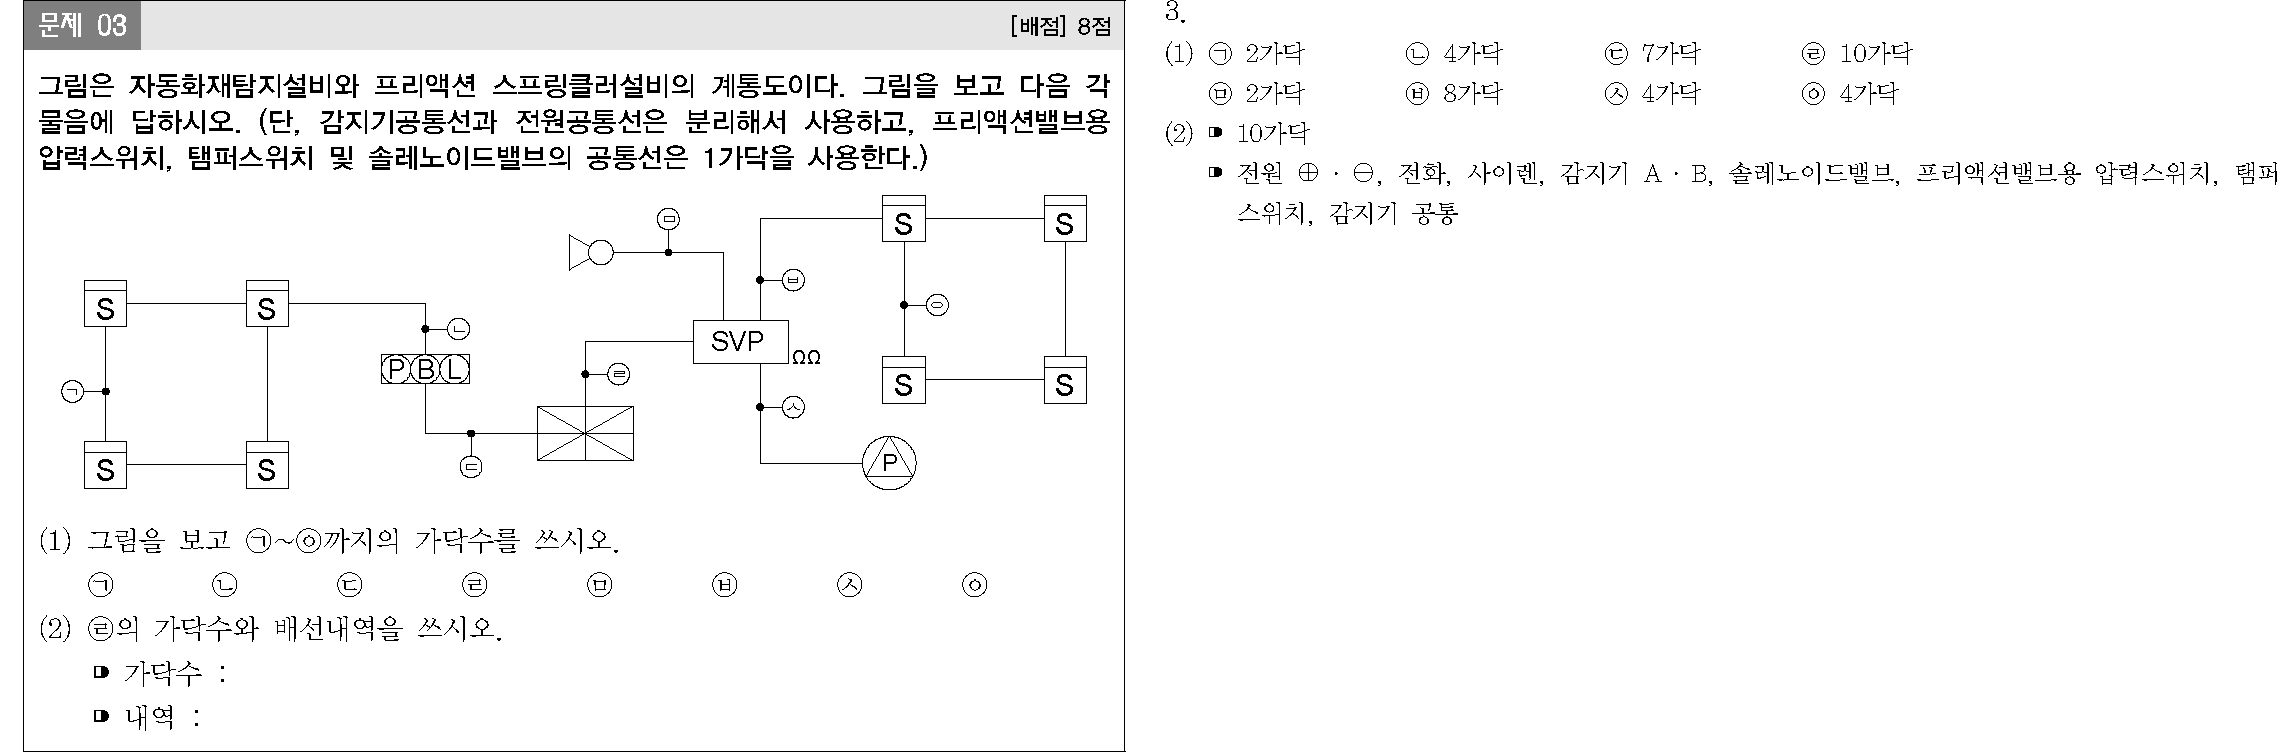 문제 03 [배점] 8점
그림은 자동화재탐지설비와 프리액션 스프링클러설비의 계통도이다. 그림을 보고 다음 각
물음에 답하시오. (단, 감지기공통선과 전원공통선은 분리해서 사용하고, 프리액션밸브용
압력스위치, 탬퍼스위치 및 솔레노이드밸브의 공통선은 1가닥을 사용한다.)
㉤
S S
㉥
S S ㉧
㉡
SVP
ΩΩ
P B L
㉣
S S
㉠
㉦
S S ㉢
P
(1) 그림을 보고 ㉠~㉧까지의 가닥수를 쓰시오.
㉠ ㉡ ㉢ ㉣ ㉤ ㉥ ㉦ ㉧
(2) ㉣의 가닥수와 배선내역을 쓰시오.
가닥수 :
내역 :
3.
(1) ㉠ 2가닥 ㉡ 4가닥 ㉢ 7가닥 ㉣ 10가닥
㉤ 2가닥 ㉥ 8가닥 ㉦ 4가닥 ㉧ 4가닥
(2) 10가닥
전원 ⊕ · ⊖, 전화, 사이렌, 감지기 A · B, 솔레노이드밸브, 프리액션밸브용 압력스위치, 탬퍼
스위치, 감지기 공통